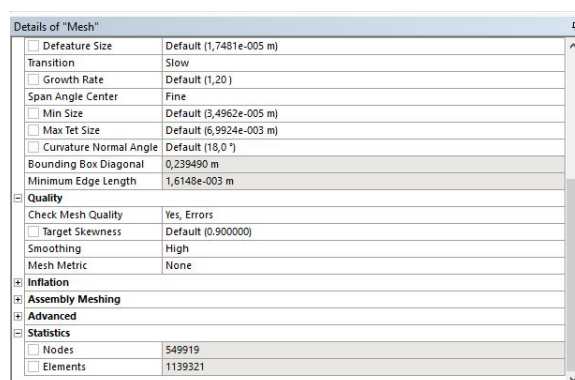 Details of "Mesh"
Defeature Size Default (1,7481e-005 m)
Transition Slow
Growth Rate Default (1,20 )
Span Angle Center Fine
Min Size Default (3,4962e-005 m)
Max Tet Size Default (6,9924e-003 m)
Curvature Normal Angle Default (18,0 °)
Bounding Box Diagonal 0,239490 m
Minimum Edge Length 1,6148e-003 m
Quality
Check Mesh Quality Yes, Errors
Target Skewness Default (0.900000)
Smoothing High
Mesh Metric None
Inflation
Assembly Meshing
Advanced
Statistics
Nodes 549919
Elements 1139321